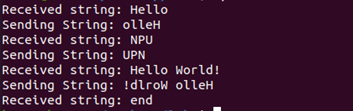 Received string: Hello
Sending String: olleH
Received string: NPU
Sending String: UPN
Received string: Hello World!
Sending String: !dlroW olleH
Received string: end